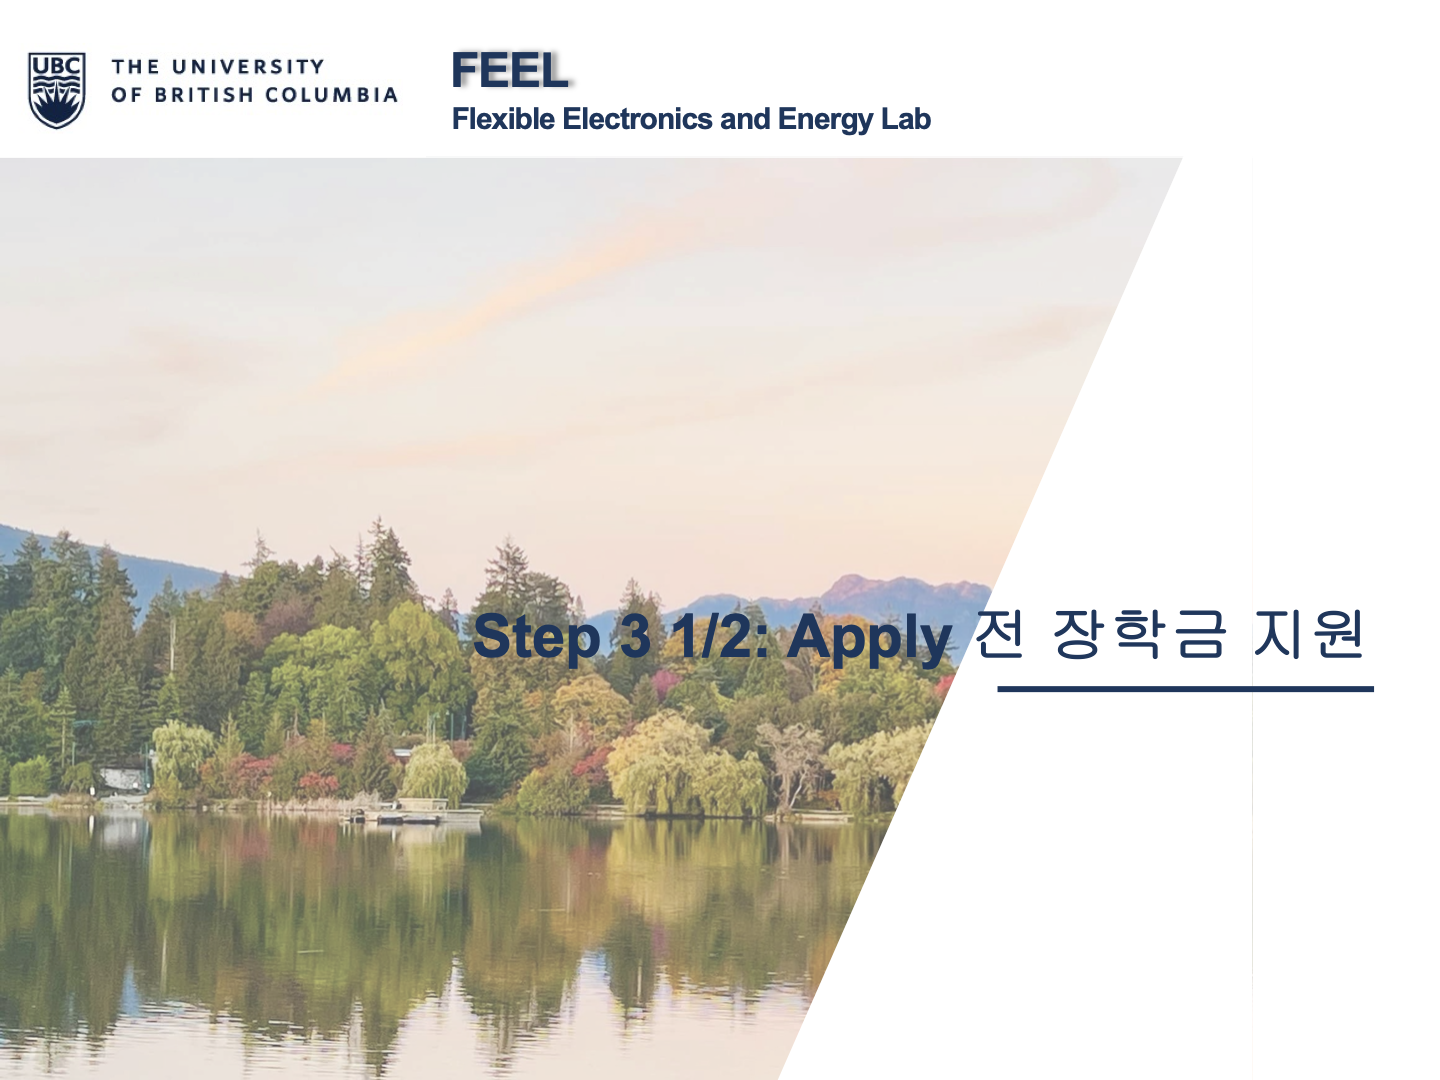 UBC
THE UNIVERSITY
OF BRITISH COLUMBIA
FEEL
Flexible Electronics and Energy Lab
Step 3 1/2: Apply 전 장학금 지원